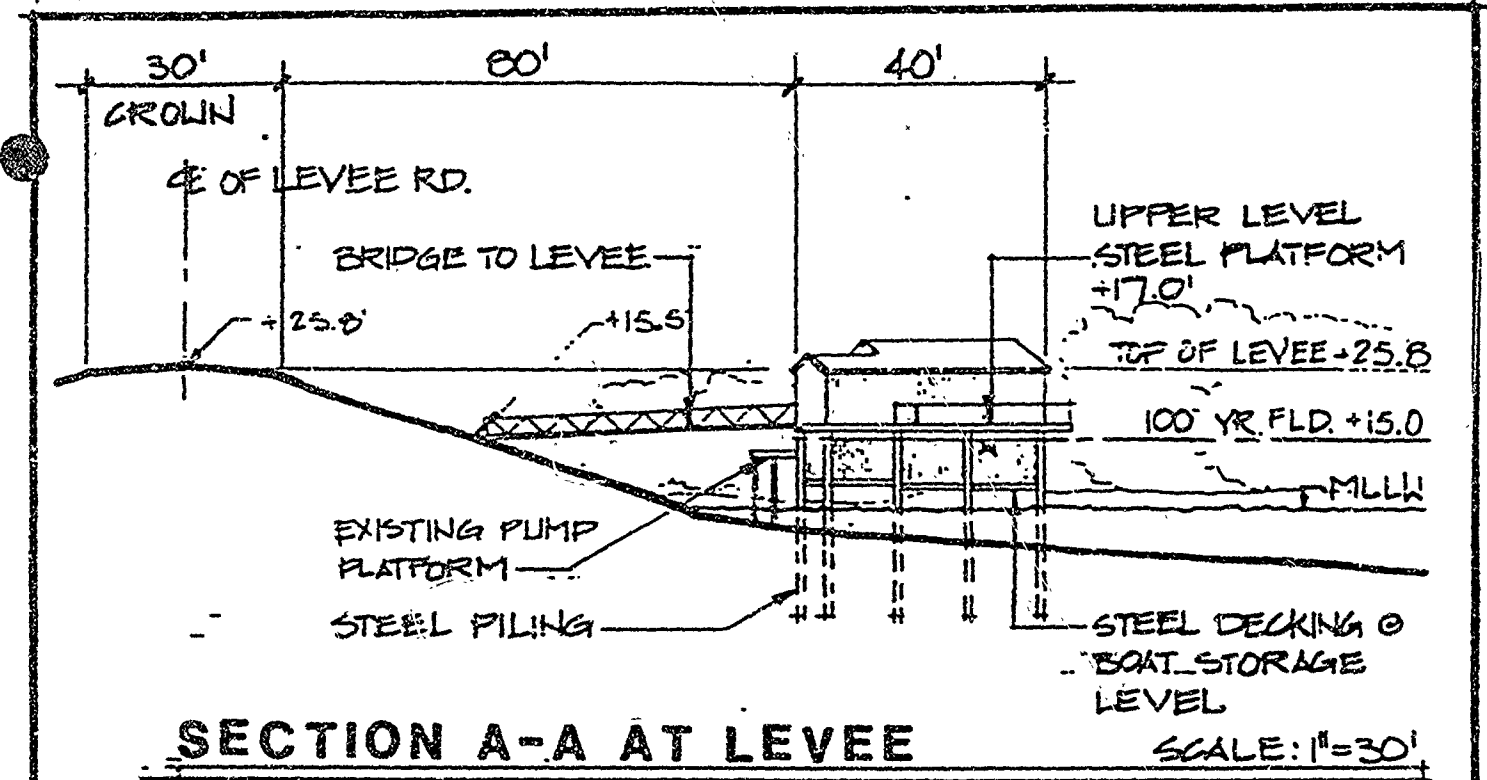 30' 80' 40'
CROWN
℄ OF LEVEE RD.
UPPER LEVEL
STEEL PLATFORM
+17.0'
BRIDGE TO LEVEE
+25.8'
+15.5'
TOP OF LEVEE +25.8
100 YR. FLD. +15.0
MLLW
EXISTING PUMP
PLATFORM
STEEL PILING
STEEL DECKING @
BOAT STORAGE
LEVEL
SECTION A-A AT LEVEE
SCALE: 1"=30'